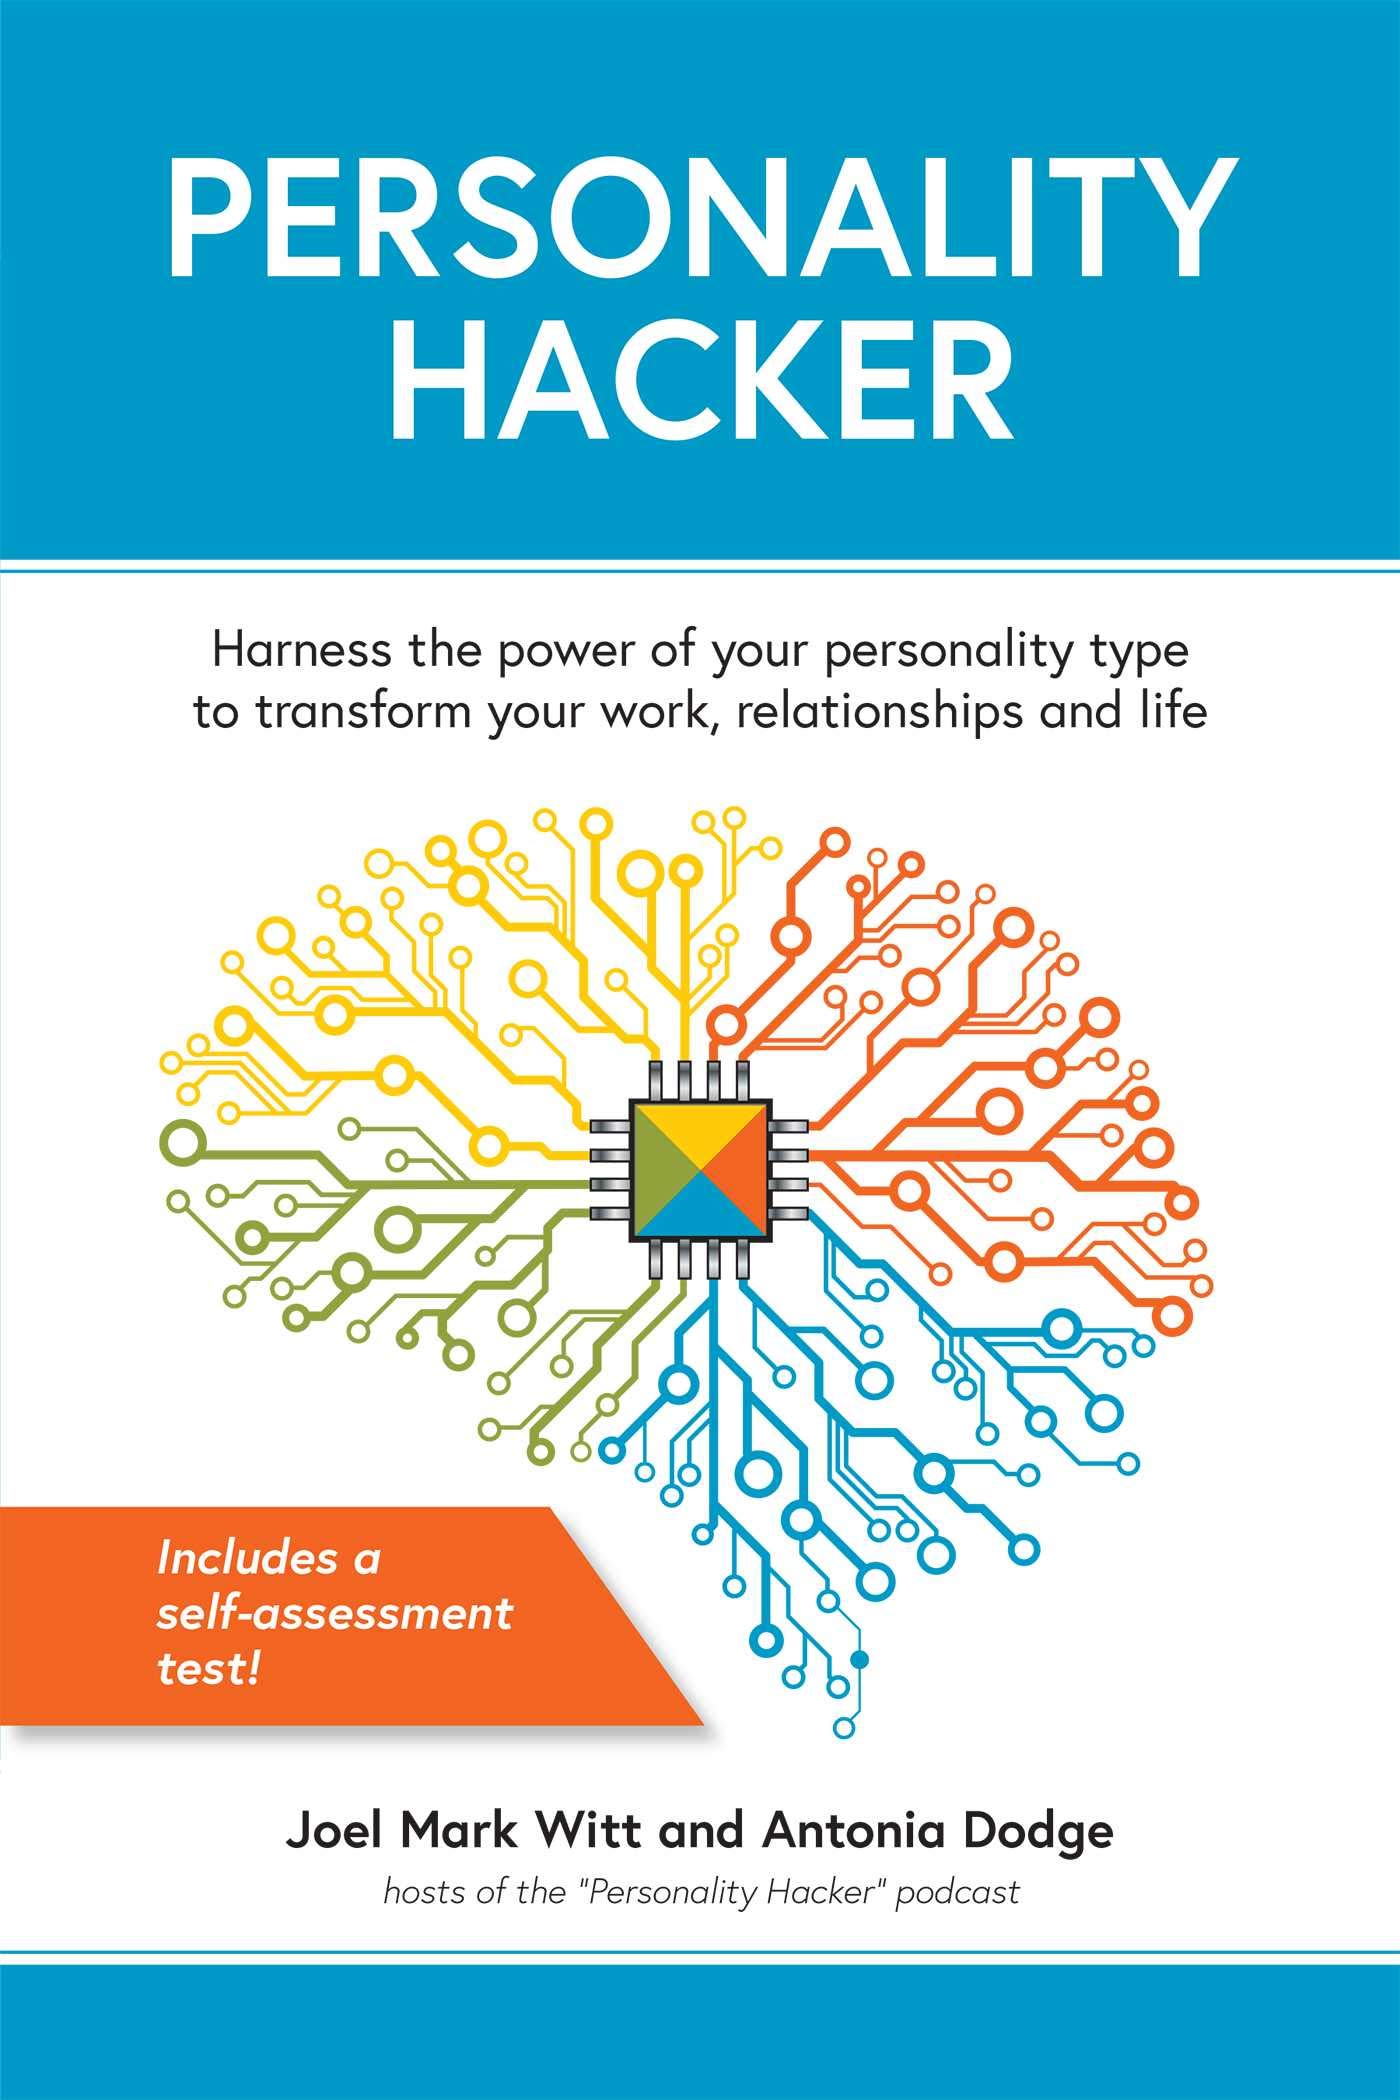 PERSONALITY
HACKER
Harness the power of your personality type
to transform your work, relationships and life
Includes a
self-assessment
test!
Joel Mark Witt and Antonia Dodge
hosts of the "Personality Hacker" podcast